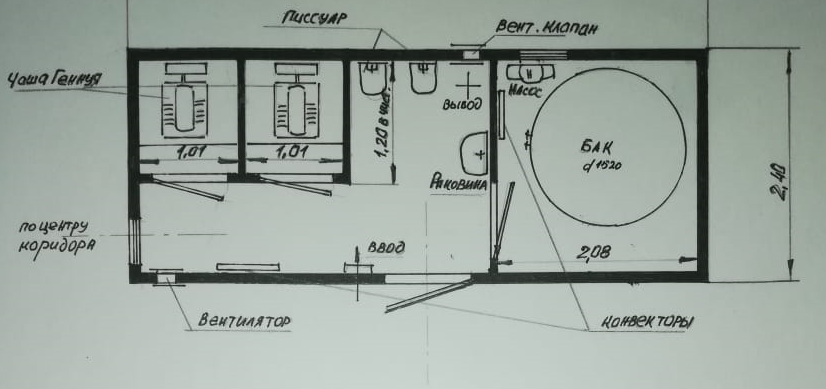 Писсуар
Вент. клапан
Чаша Генуя
Насос
Вывод
1,01
1,01
1,20 в чис.
Бак
d 1520
Раковина
2,40
по центру
коридора
Ввод
2,08
Вентилятор
Конвекторы